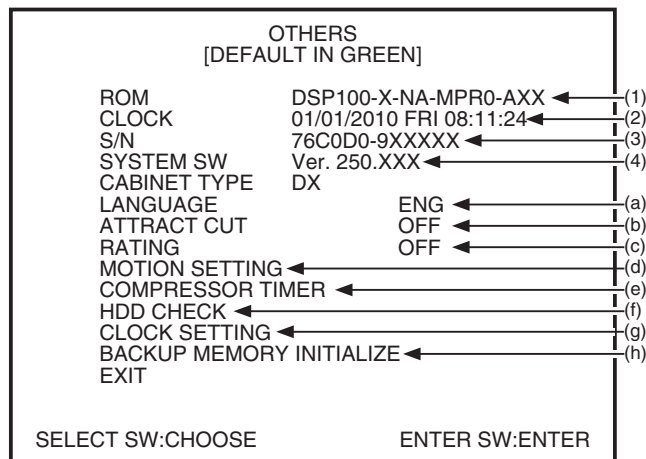 OTHERS
[DEFAULT IN GREEN]
ROM DSP100-X-NA-MPR0-AXX (1)
CLOCK 01/01/2010 FRI 08:11:24 (2)
S/N 76C0D0-9XXXXX (3)
SYSTEM SW Ver. 250.XXX (4)
CABINET TYPE DX
LANGUAGE ENG (a)
ATTRACT CUT OFF (b)
RATING OFF (c)
MOTION SETTING (d)
COMPRESSOR TIMER (e)
HDD CHECK (f)
CLOCK SETTING (g)
BACKUP MEMORY INITIALIZE (h)
EXIT
SELECT SW:CHOOSE ENTER SW:ENTER